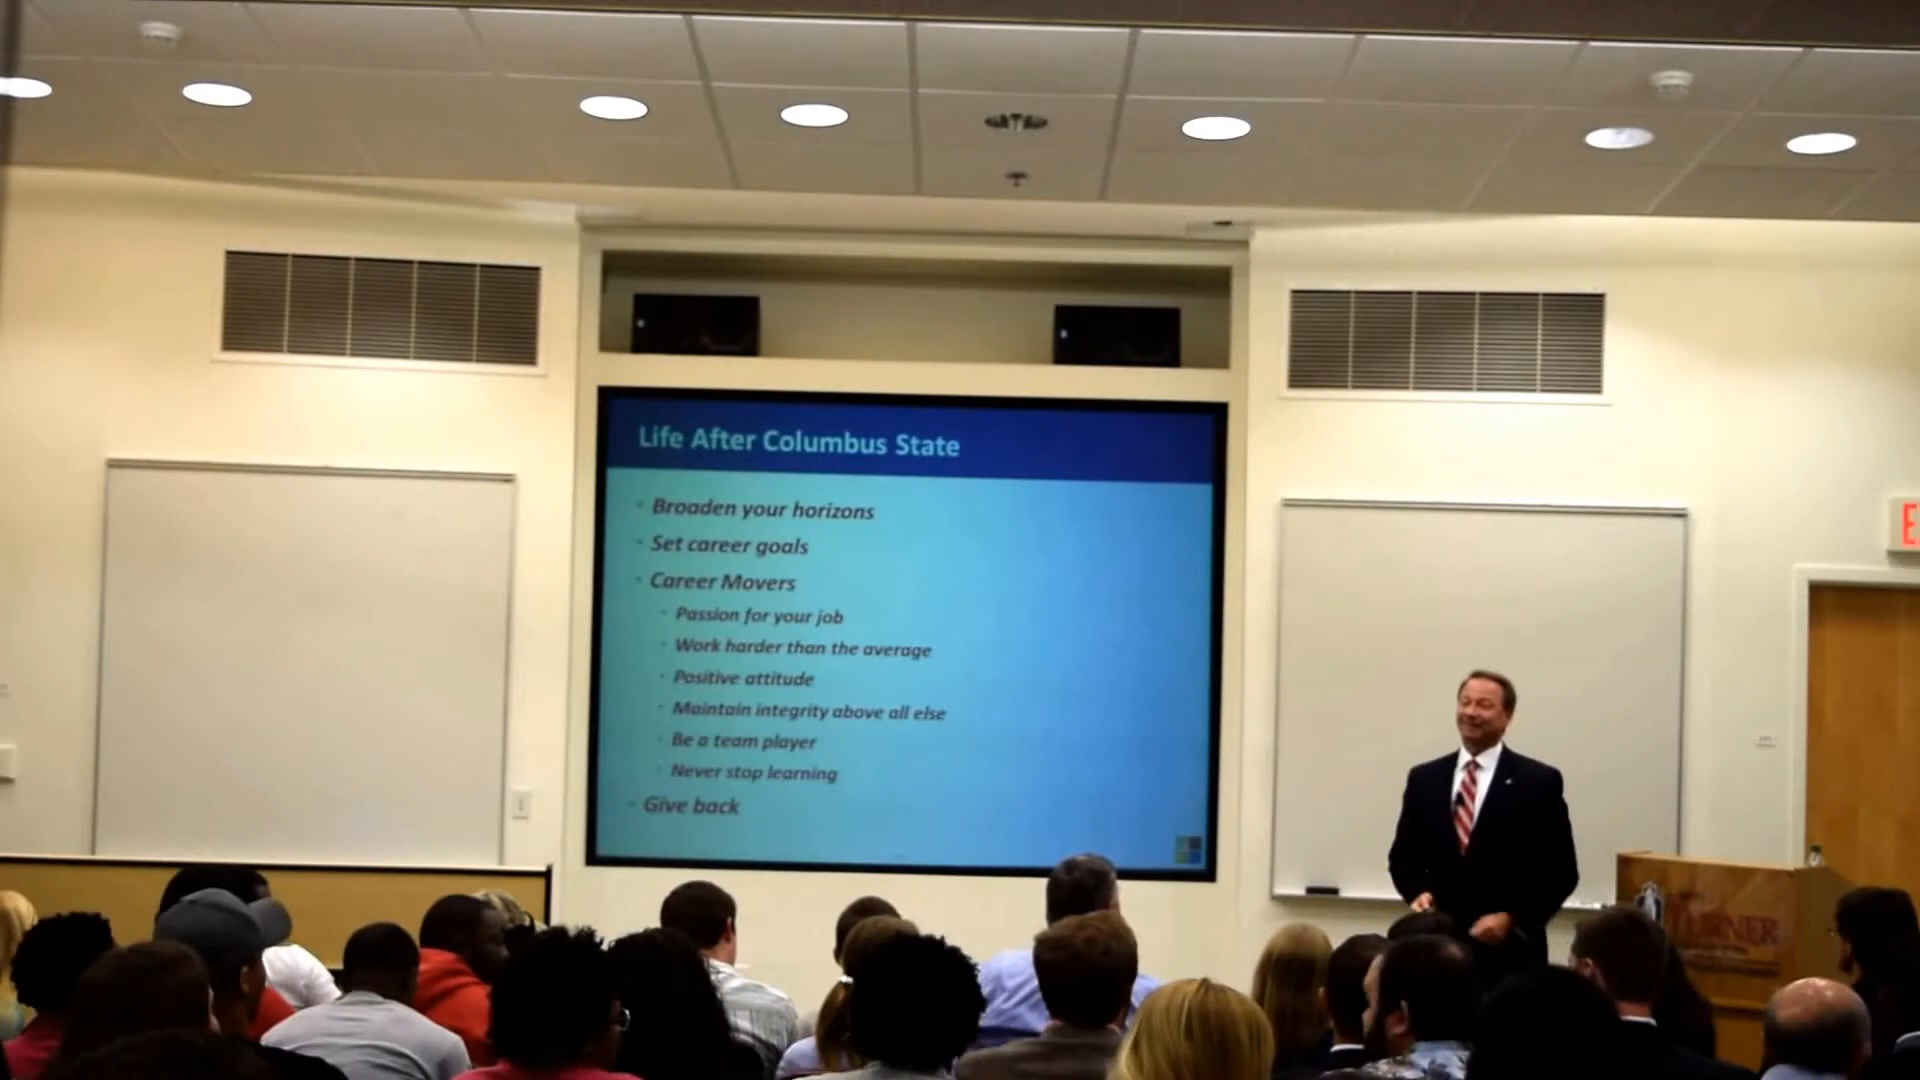 Life After Columbus State
Broaden your horizons
Set career goals
Career Movers
Passion for your job
Work harder than the average
Positive attitude
Maintain integrity above all else
Be a team player
Never stop learning
Give back
E
TURNER